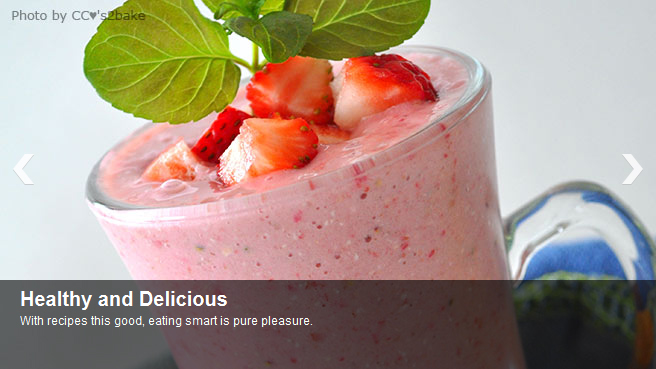 Photo by CC♥'s2bake
Healthy and Delicious
With recipes this good, eating smart is pure pleasure.